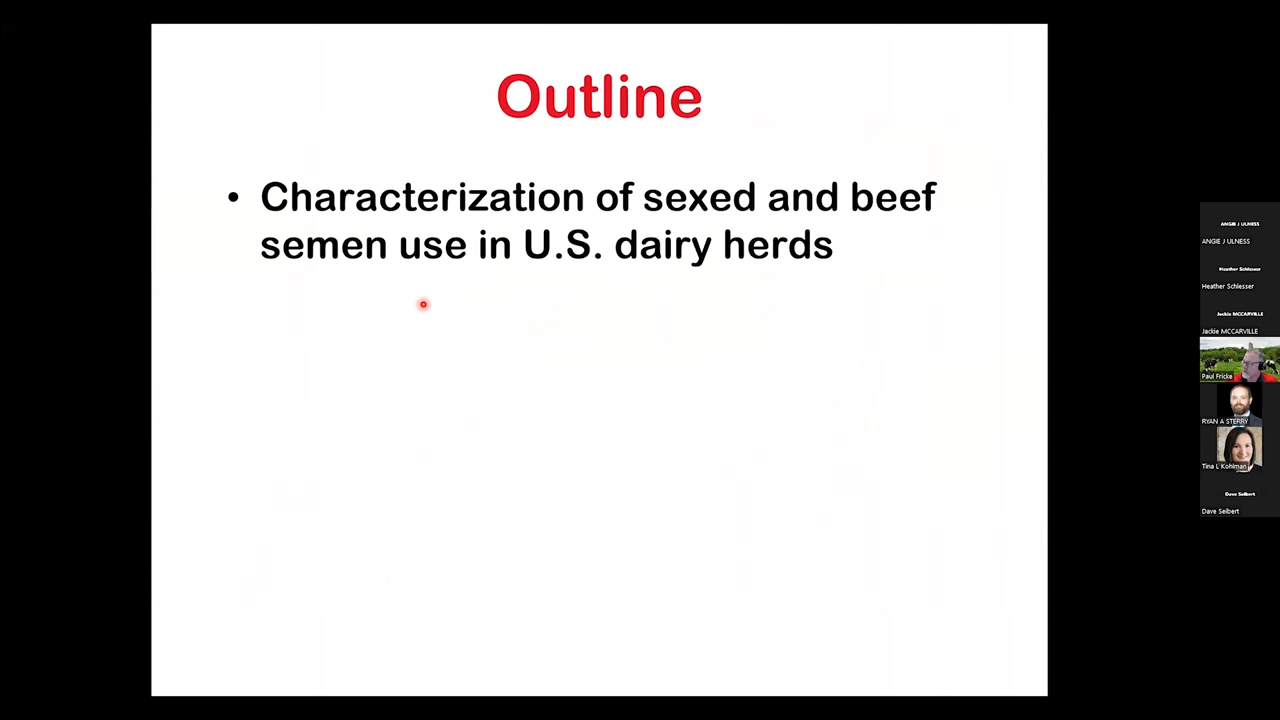 Outline
• Characterization of sexed and beef
semen use in U.S. dairy herds
ANGIE J ULNESS
ANGIE J ULNESS
Heather Schlesser
Heather Schlesser
Jackie MCCARVILLE
Jackie MCCARVILLE
Paul Fricke
RYAN A STERRY
Tina L Kohlman
Dave Seibert
Dave Seibert